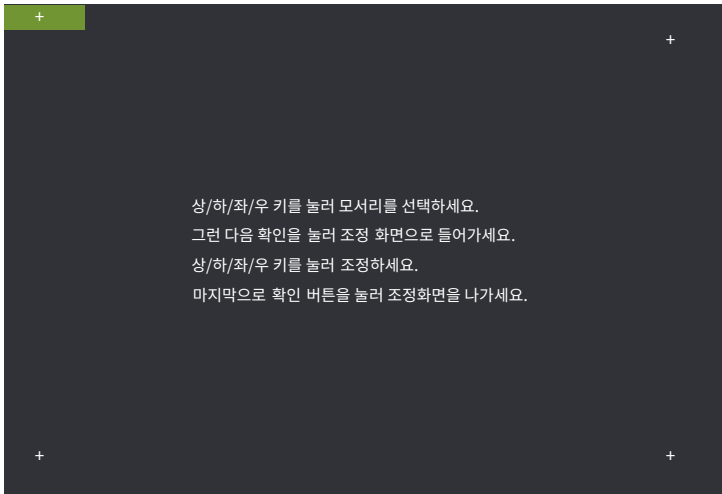 +
+
상/하/좌/우 키를 눌러 모서리를 선택하세요.
그런 다음 확인을 눌러 조정 화면으로 들어가세요.
상/하/좌/우 키를 눌러 조정하세요.
마지막으로 확인 버튼을 눌러 조정화면을 나가세요.
+ +